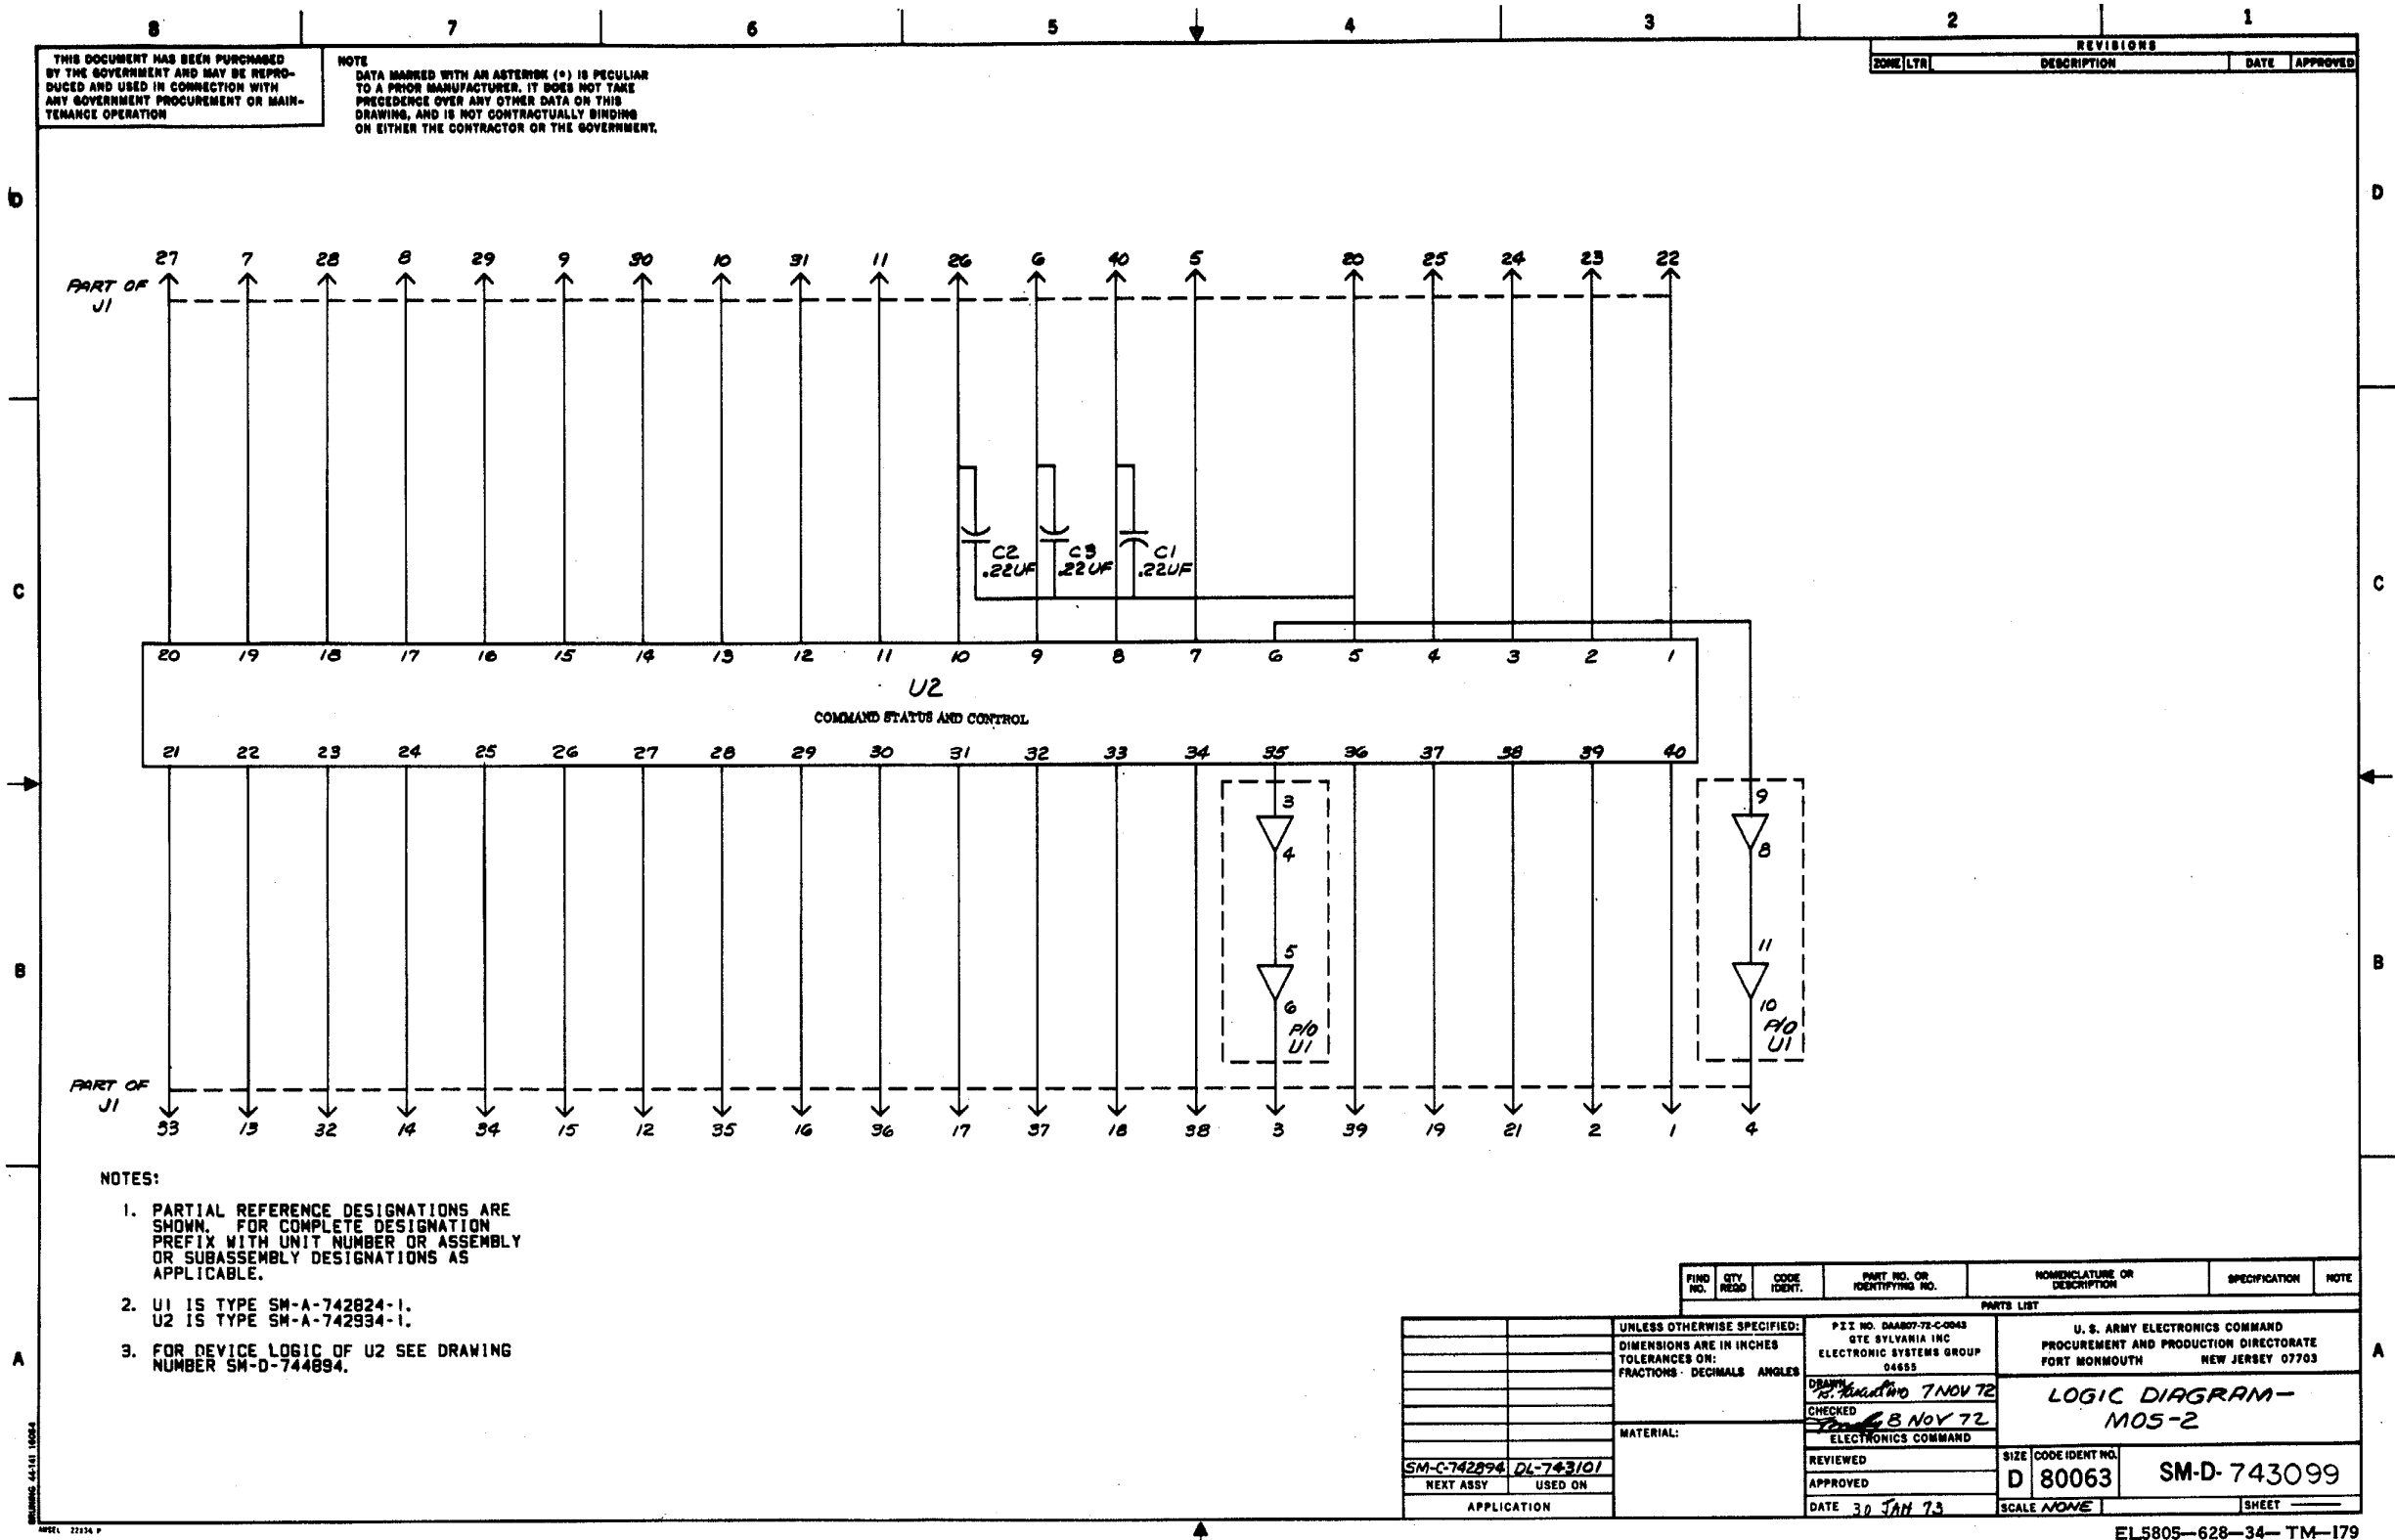 8 7 6 5 4 3 2 1
THIS DOCUMENT HAS BEEN PURCHASED
BY THE GOVERNMENT AND MAY BE REPRO-
DUCED AND USED IN CONNECTION WITH
ANY GOVERNMENT PROCUREMENT OR MAIN-
TENANCE OPERATION
NOTE
DATA MARKED WITH AN ASTERISK (*) IS PECULIAR
TO A PRIOR MANUFACTURER. IT DOES NOT TAKE
PRECEDENCE OVER ANY OTHER DATA ON THIS
DRAWING, AND IS NOT CONTRACTUALLY BINDING
ON EITHER THE CONTRACTOR OR THE GOVERNMENT.
REVISIONS
ZONE LTR DESCRIPTION DATE APPROVED
D D
27 7 28 8 29 9 30 10 31 11 26 6 40 5 20 25 24 23 22
PART OF
J1
C2
.22UF
C3
.22UF
C1
.22UF
C C
20 19 18 17 16 15 14 13 12 11 10 9 8 7 6 5 4 3 2 1
U2
COMMAND STATUS AND CONTROL
21 22 23 24 25 26 27 28 29 30 31 32 33 34 35 36 37 38 39 40
3 9
4 8
5 11
6 10
P/O
U1
P/O
U1
B B
PART OF
J1
33 13 32 14 34 15 12 35 16 36 17 37 18 38 3 39 19 21 2 1 4
NOTES:
1. PARTIAL REFERENCE DESIGNATIONS ARE
SHOWN. FOR COMPLETE DESIGNATION
PREFIX WITH UNIT NUMBER OR ASSEMBLY
OR SUBASSEMBLY DESIGNATIONS AS
APPLICABLE.
2. U1 IS TYPE SM-A-742824-1.
U2 IS TYPE SM-A-742934-1.
3. FOR DEVICE LOGIC OF U2 SEE DRAWING
NUMBER SM-D-744894.
A A
FIND NO. QTY REQD CODE IDENT. PART NO. OR IDENTIFYING NO. NOMENCLATURE OR DESCRIPTION SPECIFICATION NOTE
PARTS LIST
UNLESS OTHERWISE SPECIFIED:
DIMENSIONS ARE IN INCHES
TOLERANCES ON:
FRACTIONS DECIMALS ANGLES
MATERIAL:
PII NO. DAAB07-72-C-0043
GTE SYLVANIA INC
ELECTRONIC SYSTEMS GROUP
04655
DRAWN 7 NOV 72
CHECKED 8 NOV 72
ELECTRONICS COMMAND
REVIEWED
APPROVED
DATE 30 JAN 73
U. S. ARMY ELECTRONICS COMMAND
PROCUREMENT AND PRODUCTION DIRECTORATE
FORT MONMOUTH NEW JERSEY 07703
LOGIC DIAGRAM-
MOS-2
SIZE CODE IDENT NO.
D 80063 SM-D-743099
SCALE NONE SHEET
SM-C-742894 DL-743101
NEXT ASSY USED ON
APPLICATION
EL5805-628-34-TM-179